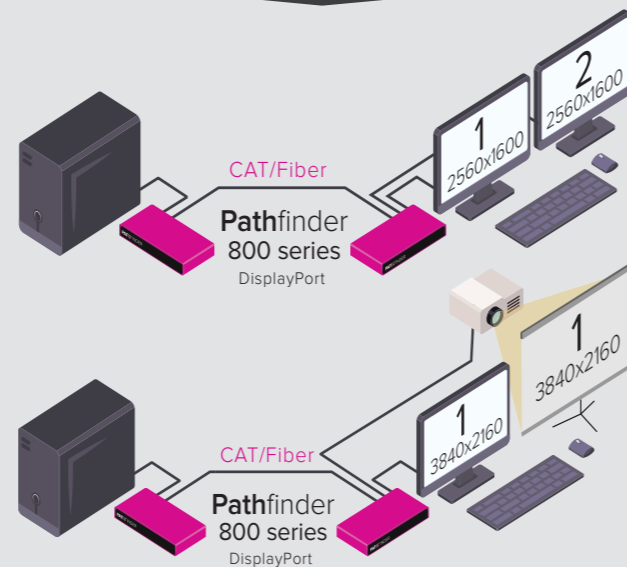 CAT/Fiber
Pathfinder
800 series
DisplayPort
1
2560x1600
2
2560x1600
CAT/Fiber
Pathfinder
800 series
DisplayPort
1
3840x2160
1
3840x2160